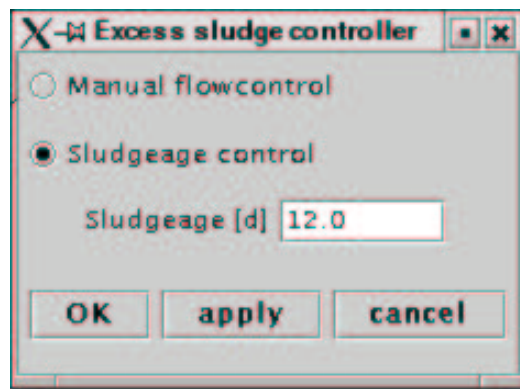 Excess sludge controller
Manual flowcontrol
Sludgeage control
Sludgeage [d] 12.0
OK apply cancel